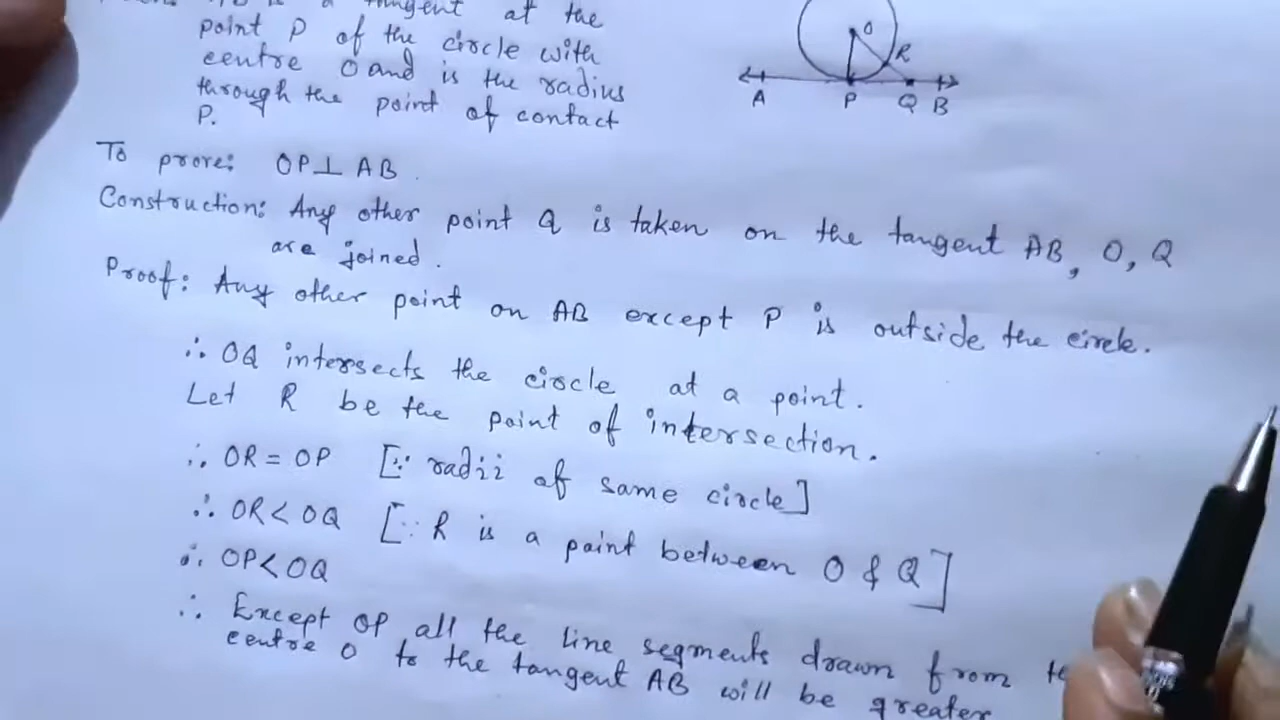 tangent at the
point P of the circle with
centre O and is the radius
through the point of contact
P.
O
R
A P Q B
To prove: OP⊥AB.
Construction: Any other point Q is taken on the tangent AB, O, Q
are joined.
Proof: Any other point on AB except P is outside the circle.
∴ OQ intersects the circle at a point.
Let R be the point of intersection.
∴ OR = OP [∵ radii of same circle]
∴ OR < OQ [∵ R is a point between O & Q]
∴ OP < OQ
∴ Except OP all the line segments drawn from
centre O to the tangent AB will be greater